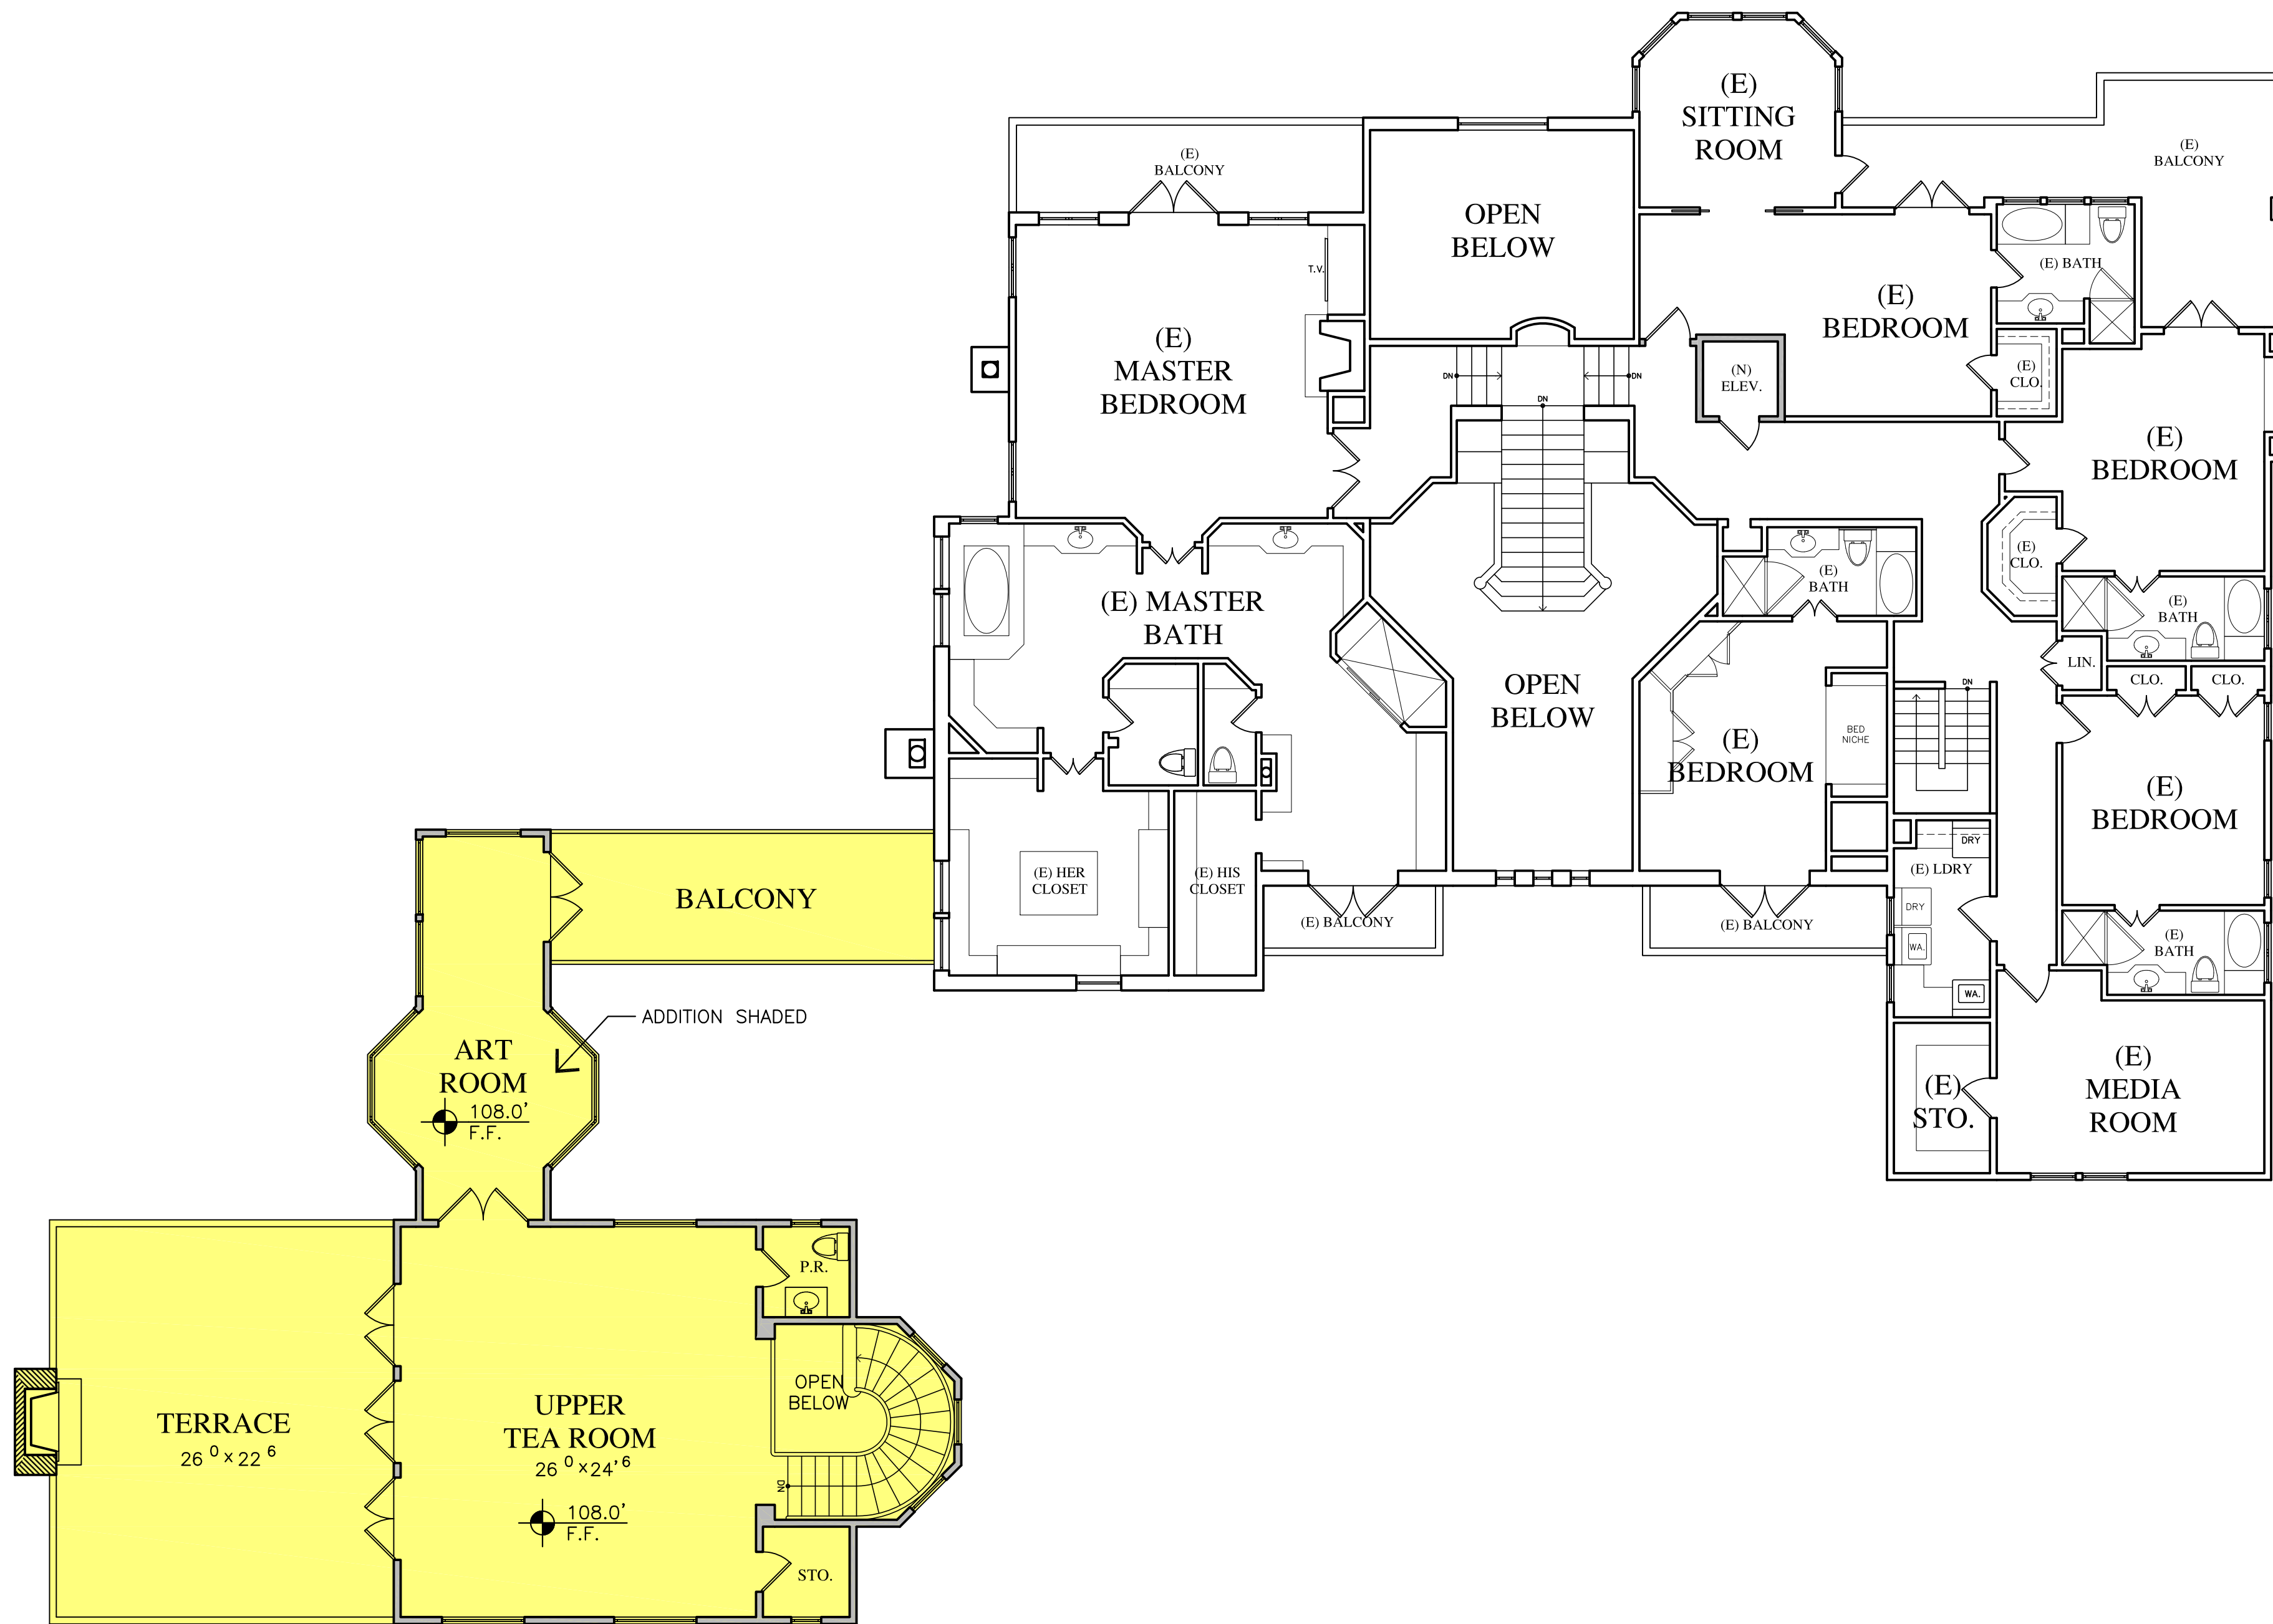 (E)
SITTING
ROOM
(E)
BALCONY
(E)
BALCONY
OPEN
BELOW
T.V.
(E) BATH
(E)
BEDROOM
(E)
MASTER
BEDROOM
(N)
ELEV.
(E)
CLO.
DN
DN
DN
(E)
BEDROOM
(E)
CLO.
(E)
BATH
(E) MASTER
BATH
(E)
BATH
LIN.
CLO.
CLO.
OPEN
BELOW
DN
(E)
BEDROOM
BED
NICHE
(E)
BEDROOM
DRY
(E) LDRY
(E) HER
CLOSET
(E) HIS
CLOSET
BALCONY
DRY
(E) BALCONY
(E) BALCONY
WA.
(E)
BATH
WA.
ADDITION SHADED
ART
ROOM
108.0'
F.F.
(E)
STO.
(E)
MEDIA
ROOM
P.R.
OPEN
BELOW
TERRACE
26 0 x 22 6
UPPER
TEA ROOM
26 0 x 24'6
DN
108.0'
F.F.
STO.